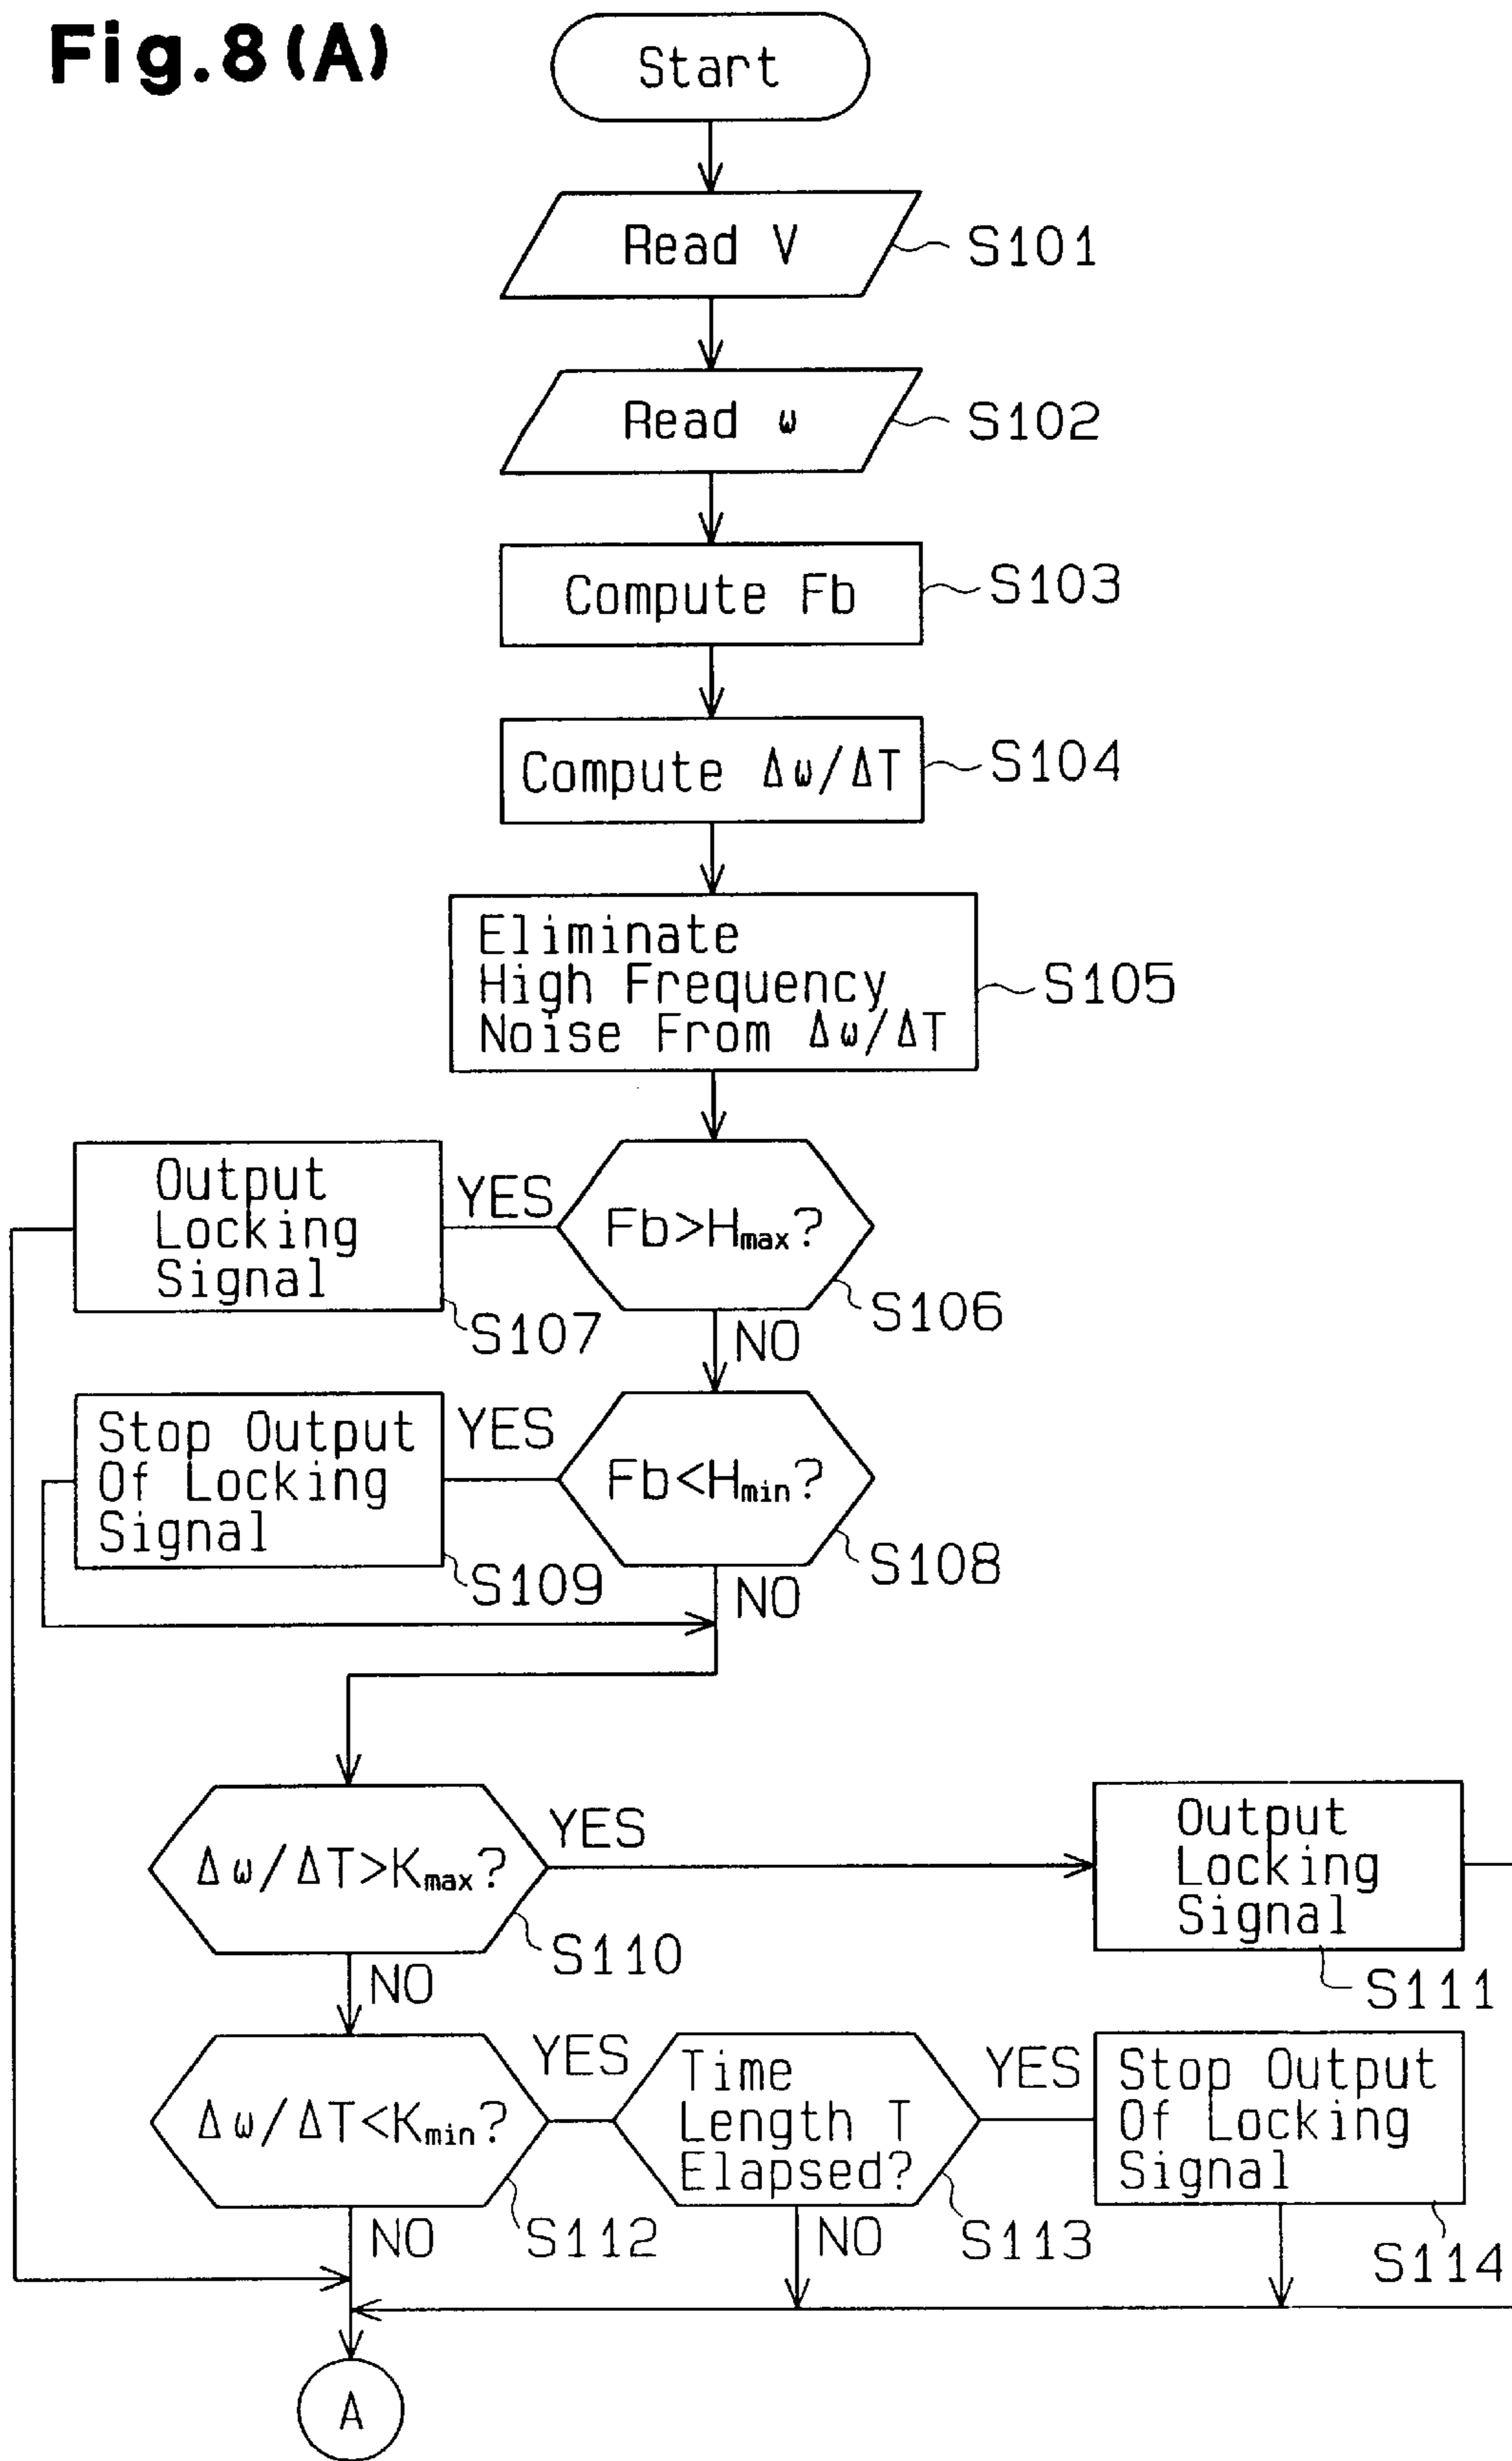 Fig.8(A)
Start
Read V
S101
Read ω
S102
Compute Fb
S103
Compute Δω/ΔT
S104
Eliminate
High Frequency
Noise From Δω/ΔT
S105
Output
Locking
Signal
S107
YES
Fb>Hmax?
S106
NO
Stop Output
Of Locking
Signal
S109
YES
Fb<Hmin?
S108
NO
Δω/ΔT>Kmax?
S110
YES
Output
Locking
Signal
S111
NO
Δω/ΔT<Kmin?
S112
YES
Time
Length T
Elapsed?
S113
YES
Stop Output
Of Locking
Signal
S114
NO
NO
A